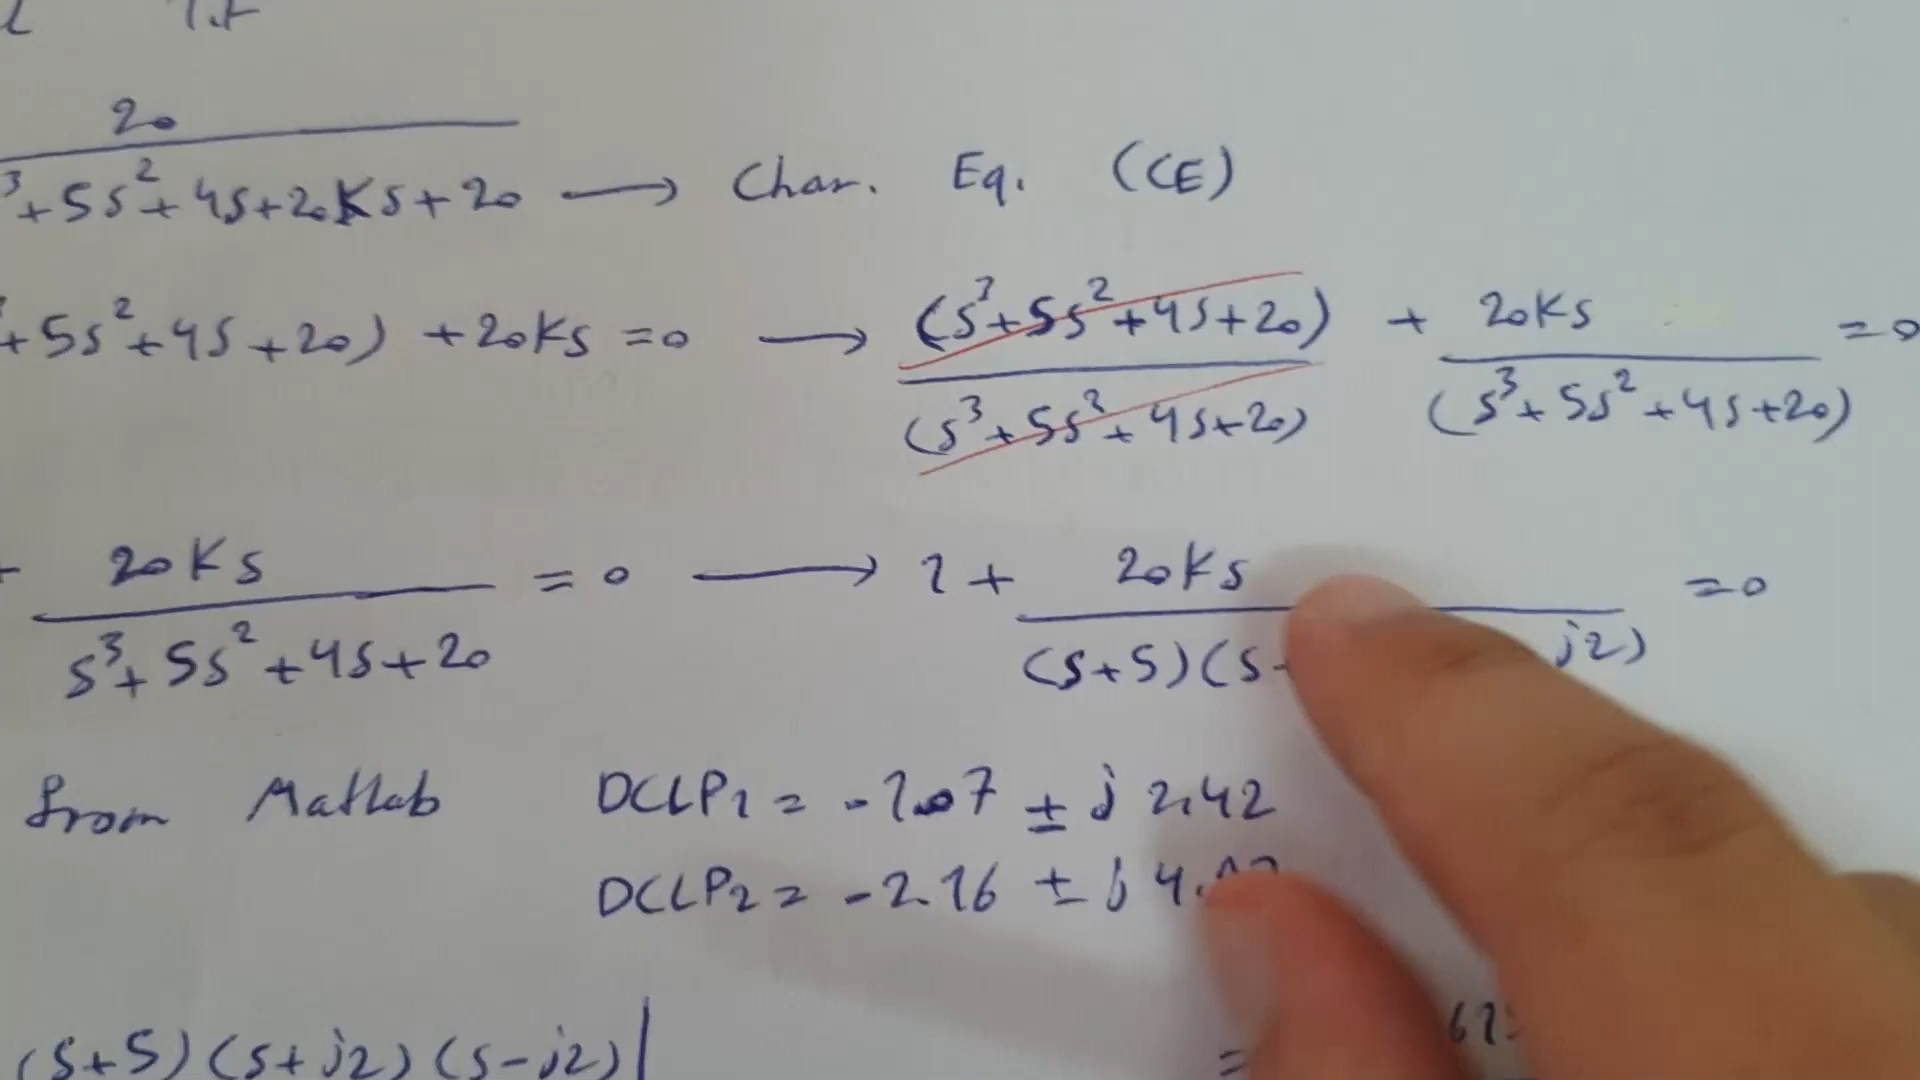 20
3 + 5s² + 4s + 20Ks + 20 → Char. Eq. (CE)
+ 5s² + 4s + 20) + 20Ks = 0 → (s³ + 5s² + 4s + 20) / (s³ + 5s² + 4s + 20) + 20Ks / (s³ + 5s² + 4s + 20) = 0
20Ks / s³ + 5s² + 4s + 20 = 0 → 1 + 20Ks / (s+5)(s j2) = 0
from Matlab DCLP1 = -1.07 ± j 2.42
DCLP2 = -2.16 ± j 4.
(s+5)(s+j2)(s-j2)| =